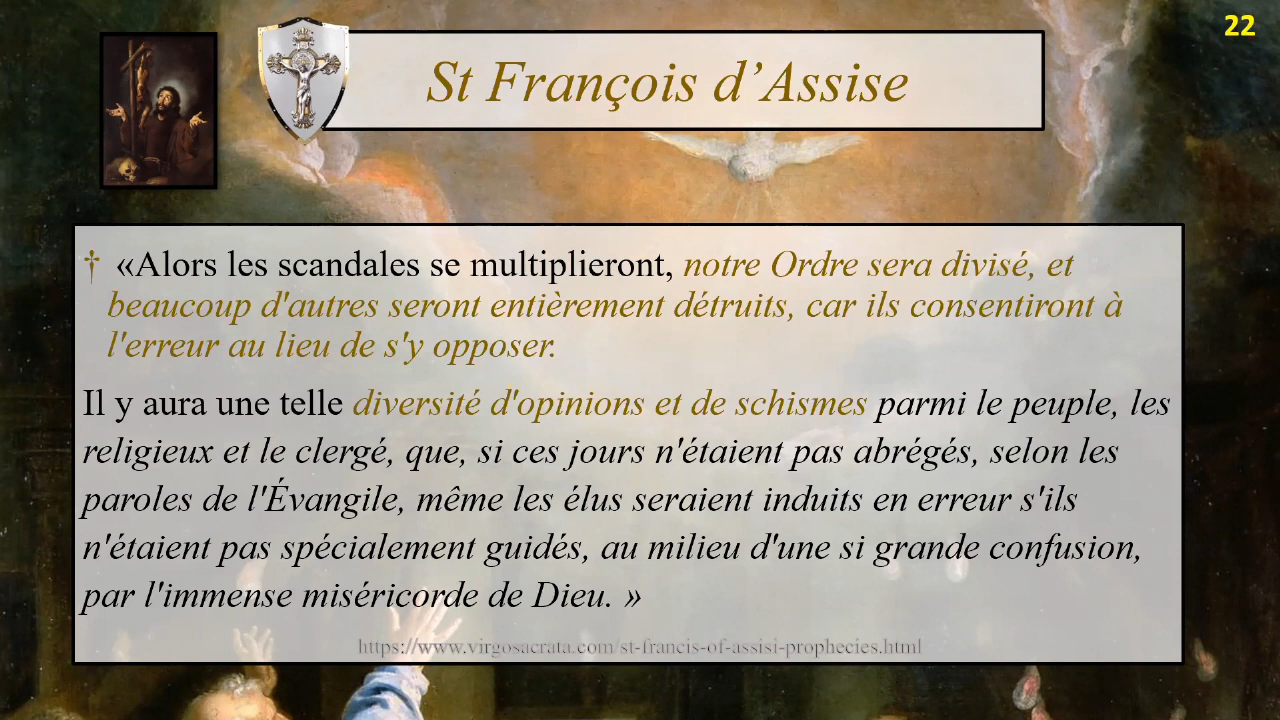 22
St François d’Assise
† «Alors les scandales se multiplieront, notre Ordre sera divisé, et
beaucoup d'autres seront entièrement détruits, car ils consentiront à
l'erreur au lieu de s'y opposer.
Il y aura une telle diversité d'opinions et de schismes parmi le peuple, les
religieux et le clergé, que, si ces jours n'étaient pas abrégés, selon les
paroles de l'Évangile, même les élus seraient induits en erreur s'ils
n'étaient pas spécialement guidés, au milieu d'une si grande confusion,
par l'immense miséricorde de Dieu. »
https://www.virgosacrata.com/st-francis-of-assisi-prophecies.html